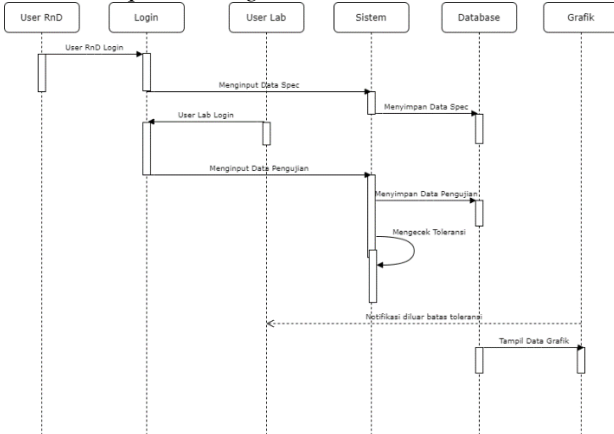 User RnD
Login
User Lab
Sistem
Database
Grafik
User RnD Login
Menginput Data Spec
Menyimpan Data Spec
User Lab Login
Menginput Data Pengujian
Menyimpan Data Pengujian
Mengecek Toleransi
Notifikasi diluar batas toleransi
Tampil Data Grafik